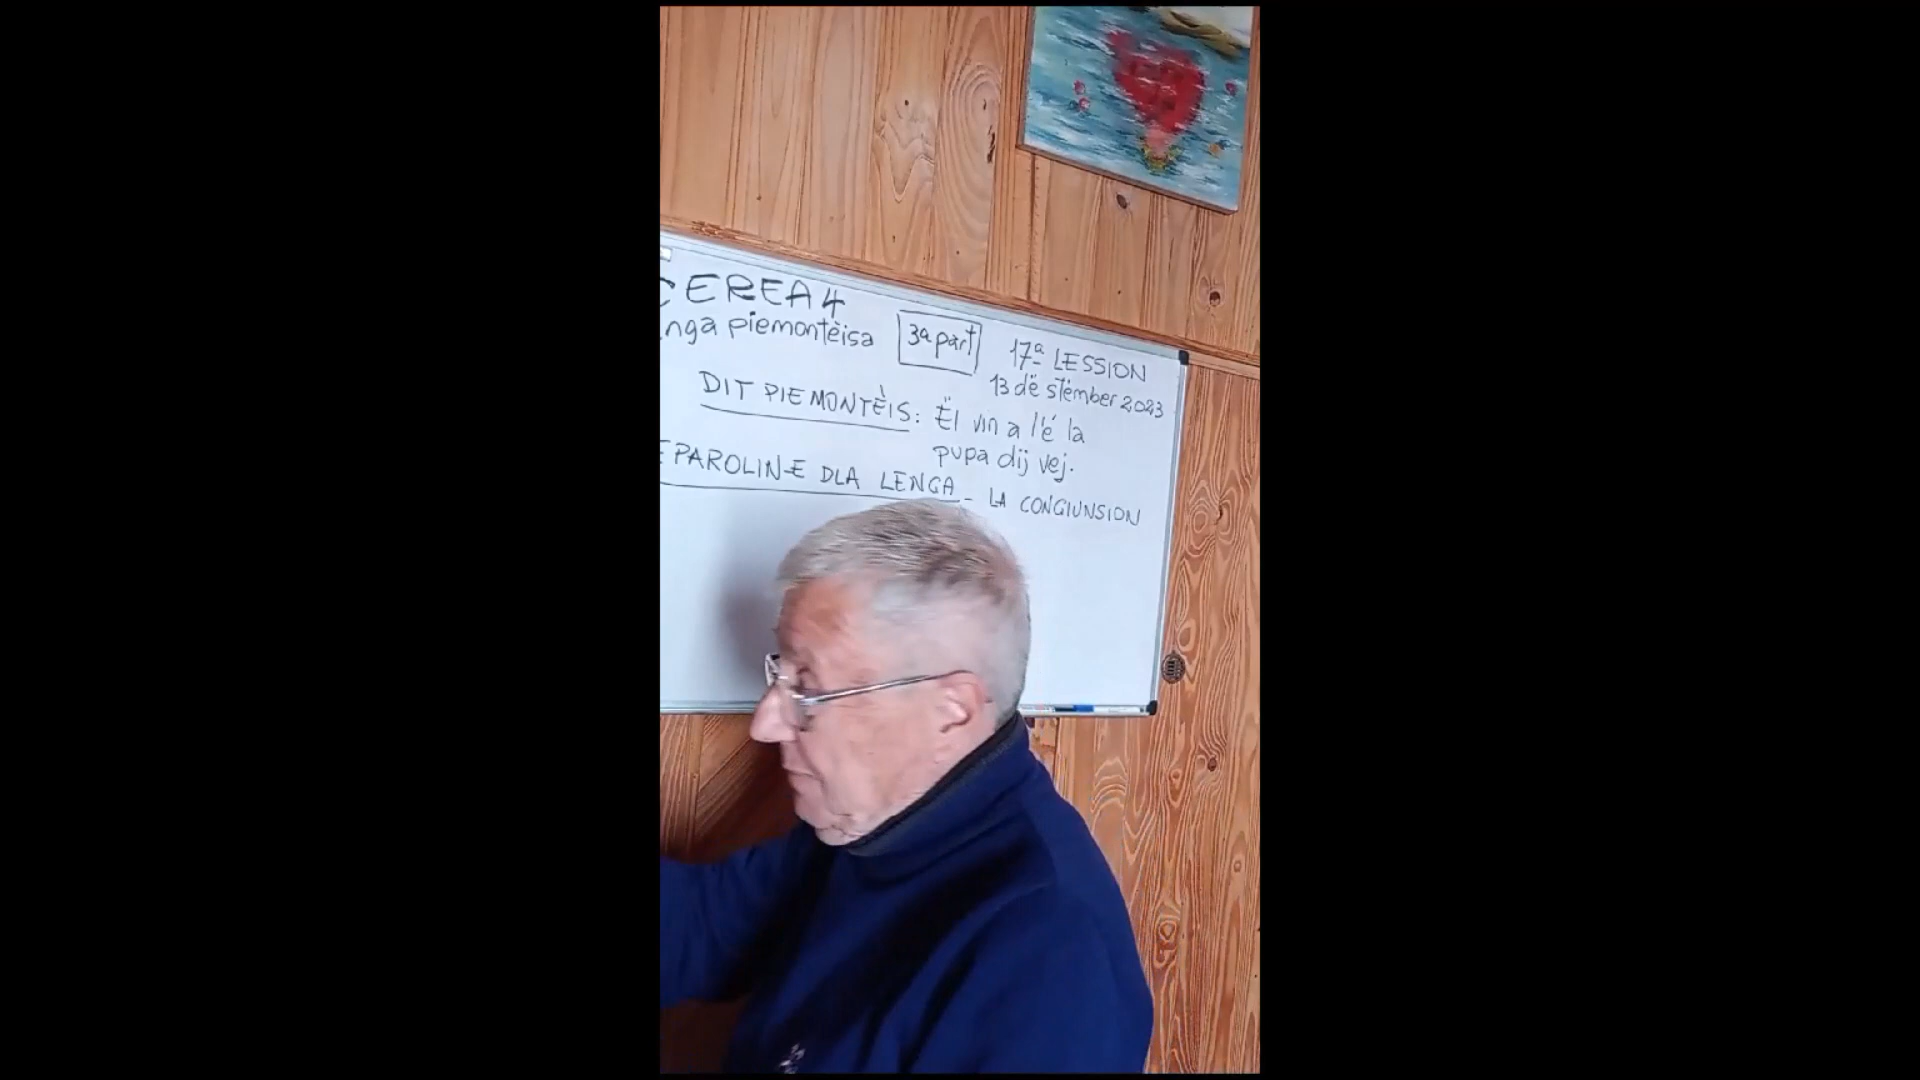 CEREA 4
nga piemontèisa
3ª part
17ª LESSION
13 dë stèmber 2023
DIT PIEMONTÈIS: Ël vin a l'é la
pupa dij vej.
E PAROLINE DLA LENGA - LA CONGIUNSION